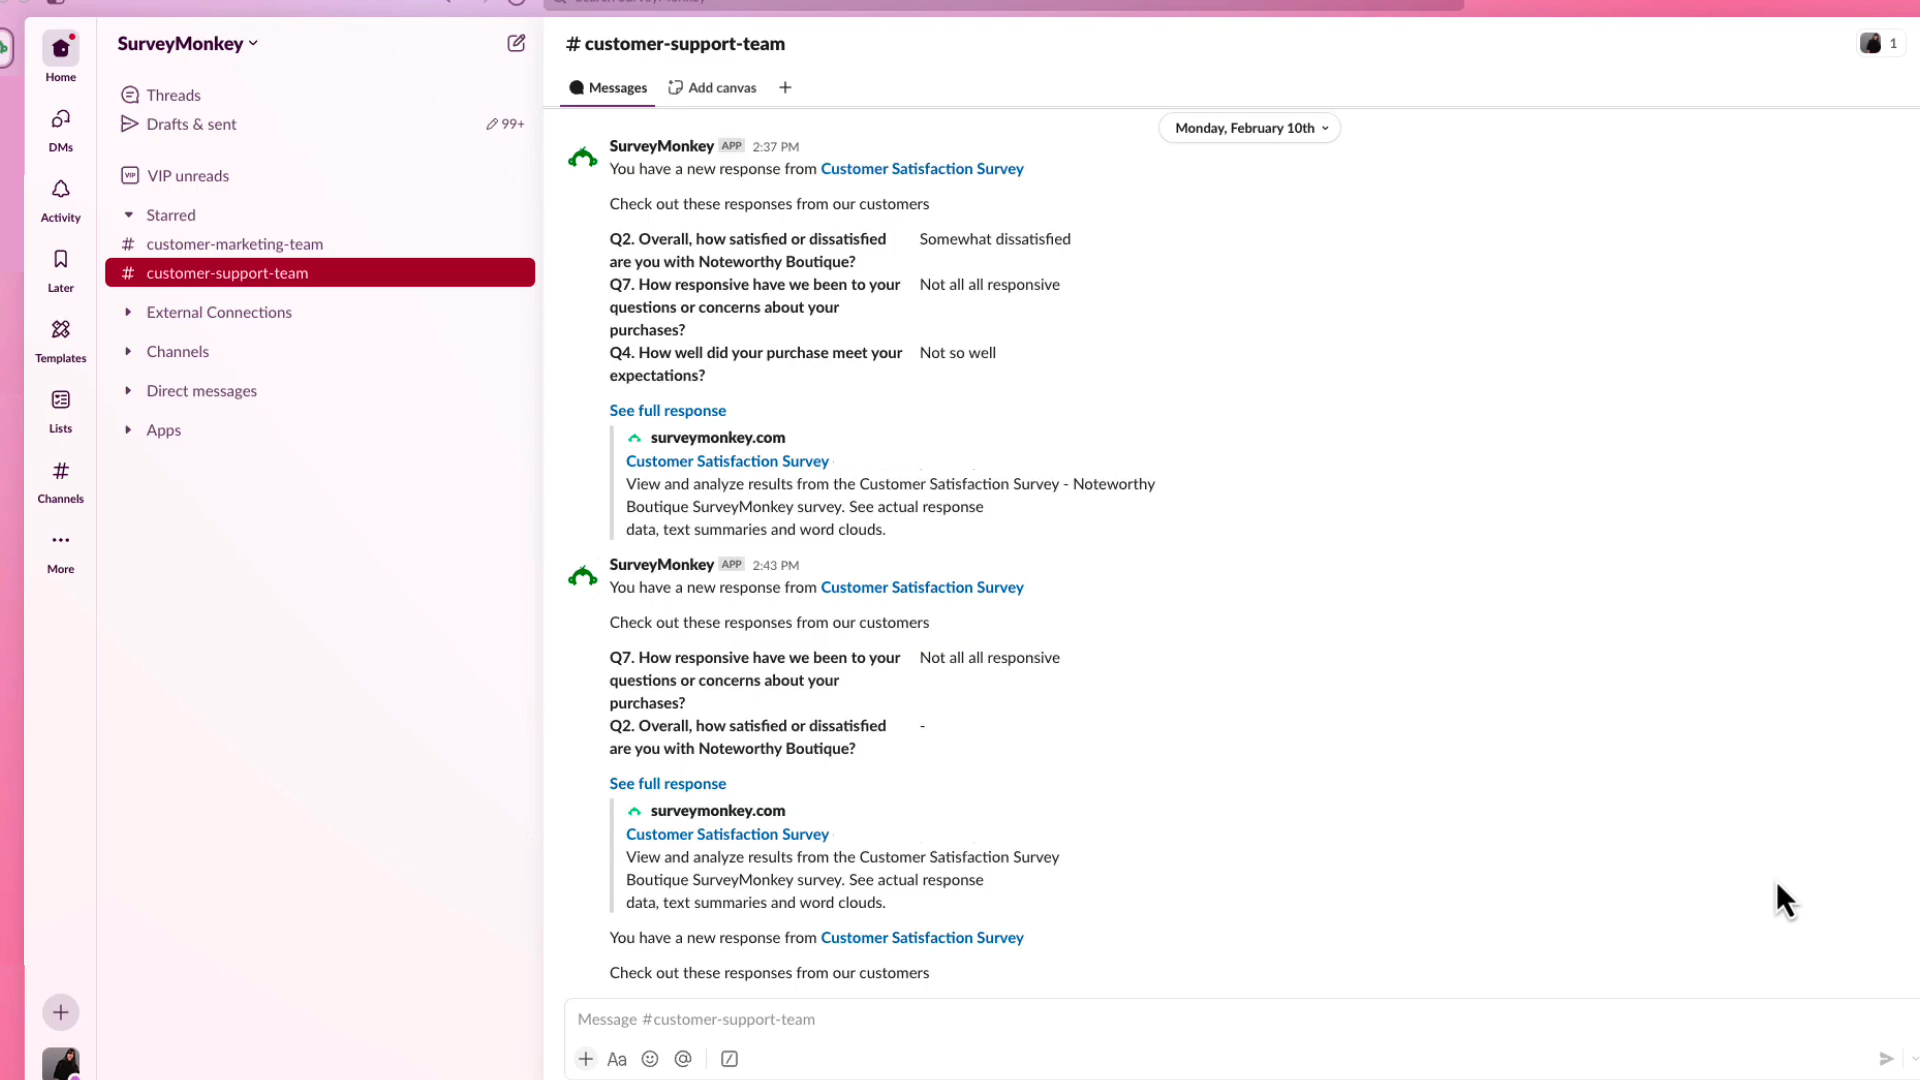 SurveyMonkey
Home
DMs
Activity
Later
Templates
Lists
Channels
More
Threads
Drafts & sent
99+
VIP
VIP unreads
Starred
# customer-marketing-team
# customer-support-team
External Connections
Channels
Direct messages
Apps
# customer-support-team
1
Messages
Add canvas
Monday, February 10th
SurveyMonkey APP 2:37 PM
You have a new response from Customer Satisfaction Survey
Check out these responses from our customers
Q2. Overall, how satisfied or dissatisfied Somewhat dissatisfied
are you with Noteworthy Boutique?
Q7. How responsive have we been to your Not all all responsive
questions or concerns about your
purchases?
Q4. How well did your purchase meet your Not so well
expectations?
See full response
surveymonkey.com
Customer Satisfaction Survey
View and analyze results from the Customer Satisfaction Survey - Noteworthy
Boutique SurveyMonkey survey. See actual response
data, text summaries and word clouds.
SurveyMonkey APP 2:43 PM
You have a new response from Customer Satisfaction Survey
Check out these responses from our customers
Q7. How responsive have we been to your Not all all responsive
questions or concerns about your
purchases?
Q2. Overall, how satisfied or dissatisfied -
are you with Noteworthy Boutique?
See full response
surveymonkey.com
Customer Satisfaction Survey
View and analyze results from the Customer Satisfaction Survey
Boutique SurveyMonkey survey. See actual response
data, text summaries and word clouds.
You have a new response from Customer Satisfaction Survey
Check out these responses from our customers
Message #customer-support-team
Aa